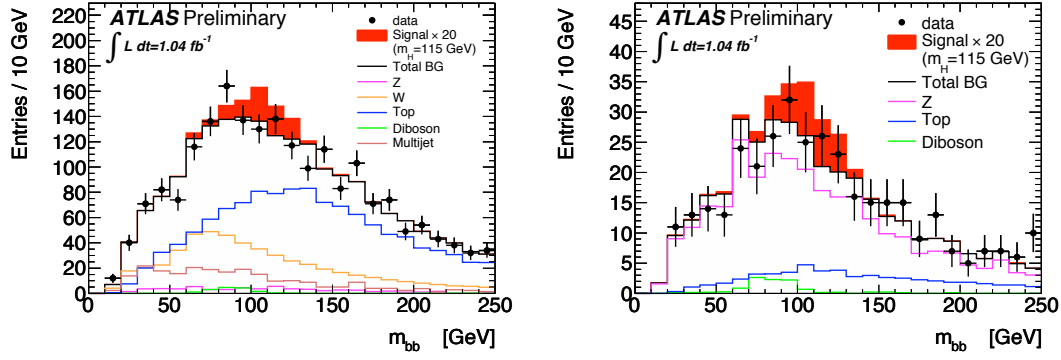 ATLAS Preliminary
∫ L dt=1.04 fb⁻¹
data
Signal × 20
(m_H=115 GeV)
Total BG
Z
W
Top
Diboson
Multijet
Entries / 10 GeV
220
200
180
160
140
120
100
80
60
40
20
0
0 50 100 150 200 250
m_bb [GeV]
ATLAS Preliminary
∫ L dt=1.04 fb⁻¹
data
Signal × 20
(m_H=115 GeV)
Total BG
Z
Top
Diboson
Entries / 10 GeV
45
40
35
30
25
20
15
10
5
0
0 50 100 150 200 250
m_bb [GeV]